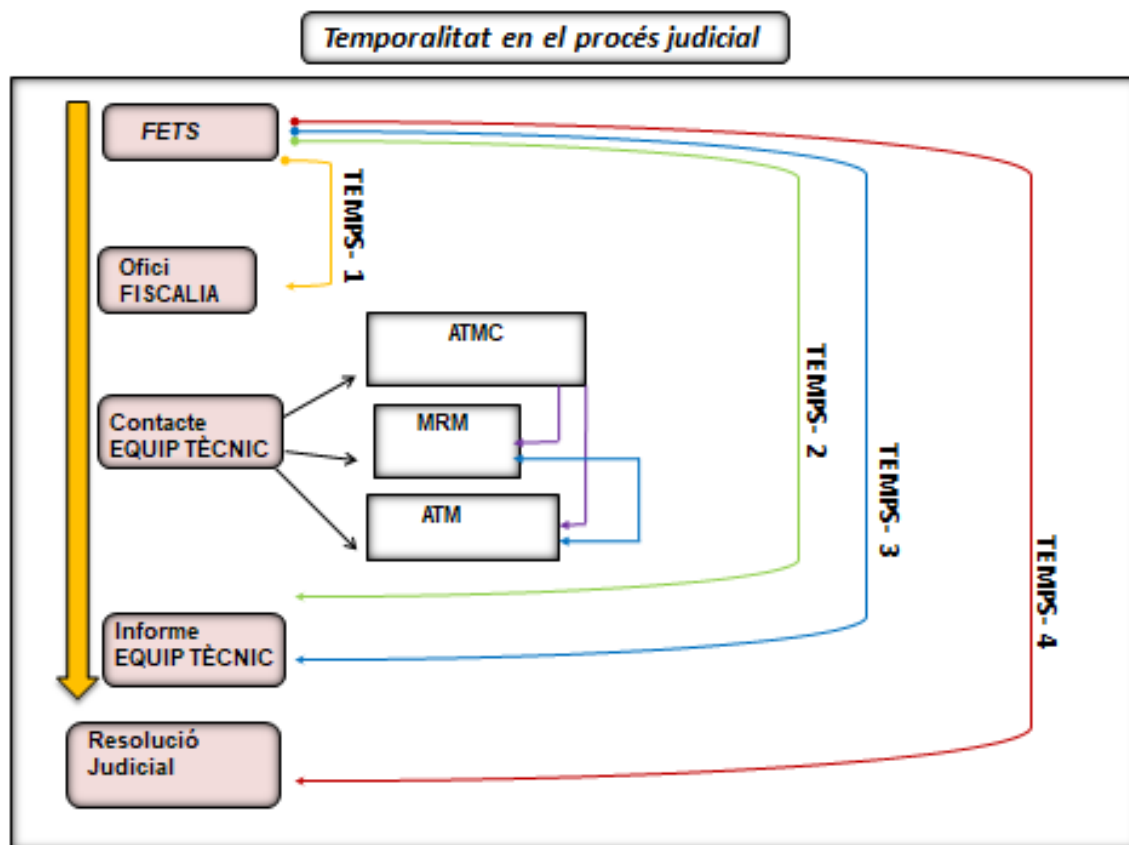 Temporalitat en el procés judicial
FETS
TEMPS- 1
Ofici
FISCALIA
ATMC
Contacte
EQUIP TÈCNIC
MRM
ATM
TEMPS- 2
TEMPS- 3
TEMPS- 4
Informe
EQUIP TÈCNIC
Resolució
Judicial